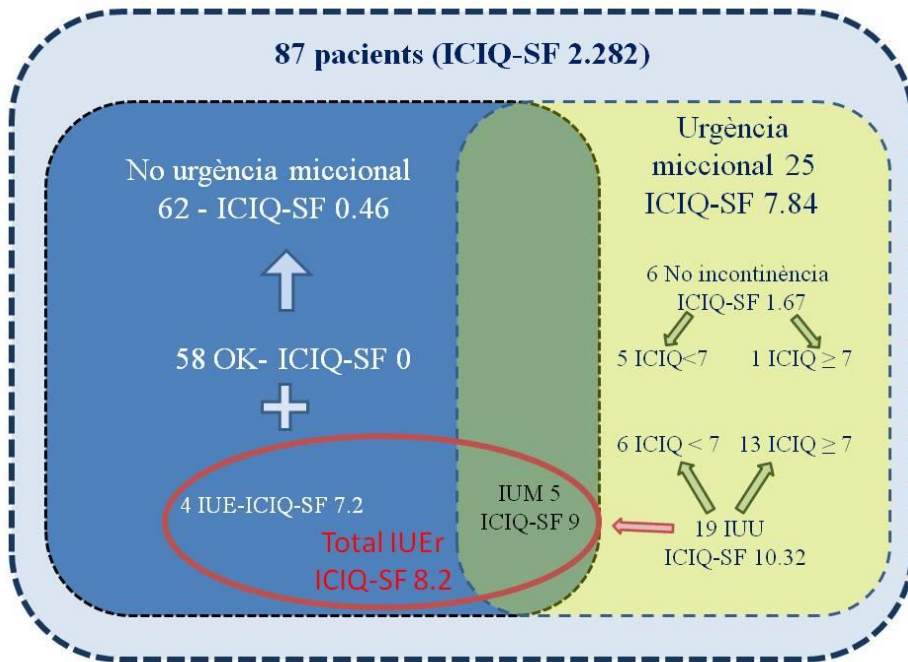 87 pacients (ICIQ-SF 2.282)
No urgència miccional
62 - ICIQ-SF 0.46
58 OK- ICIQ-SF 0
4 IUE-ICIQ-SF 7.2
Total IUEr
ICIQ-SF 8.2
IUM 5
ICIQ-SF 9
Urgència
miccional 25
ICIQ-SF 7.84
6 No incontinència
ICIQ-SF 1.67
5 ICIQ<7 1 ICIQ ≥ 7
6 ICIQ < 7 13 ICIQ ≥ 7
19 IUU
ICIQ-SF 10.32